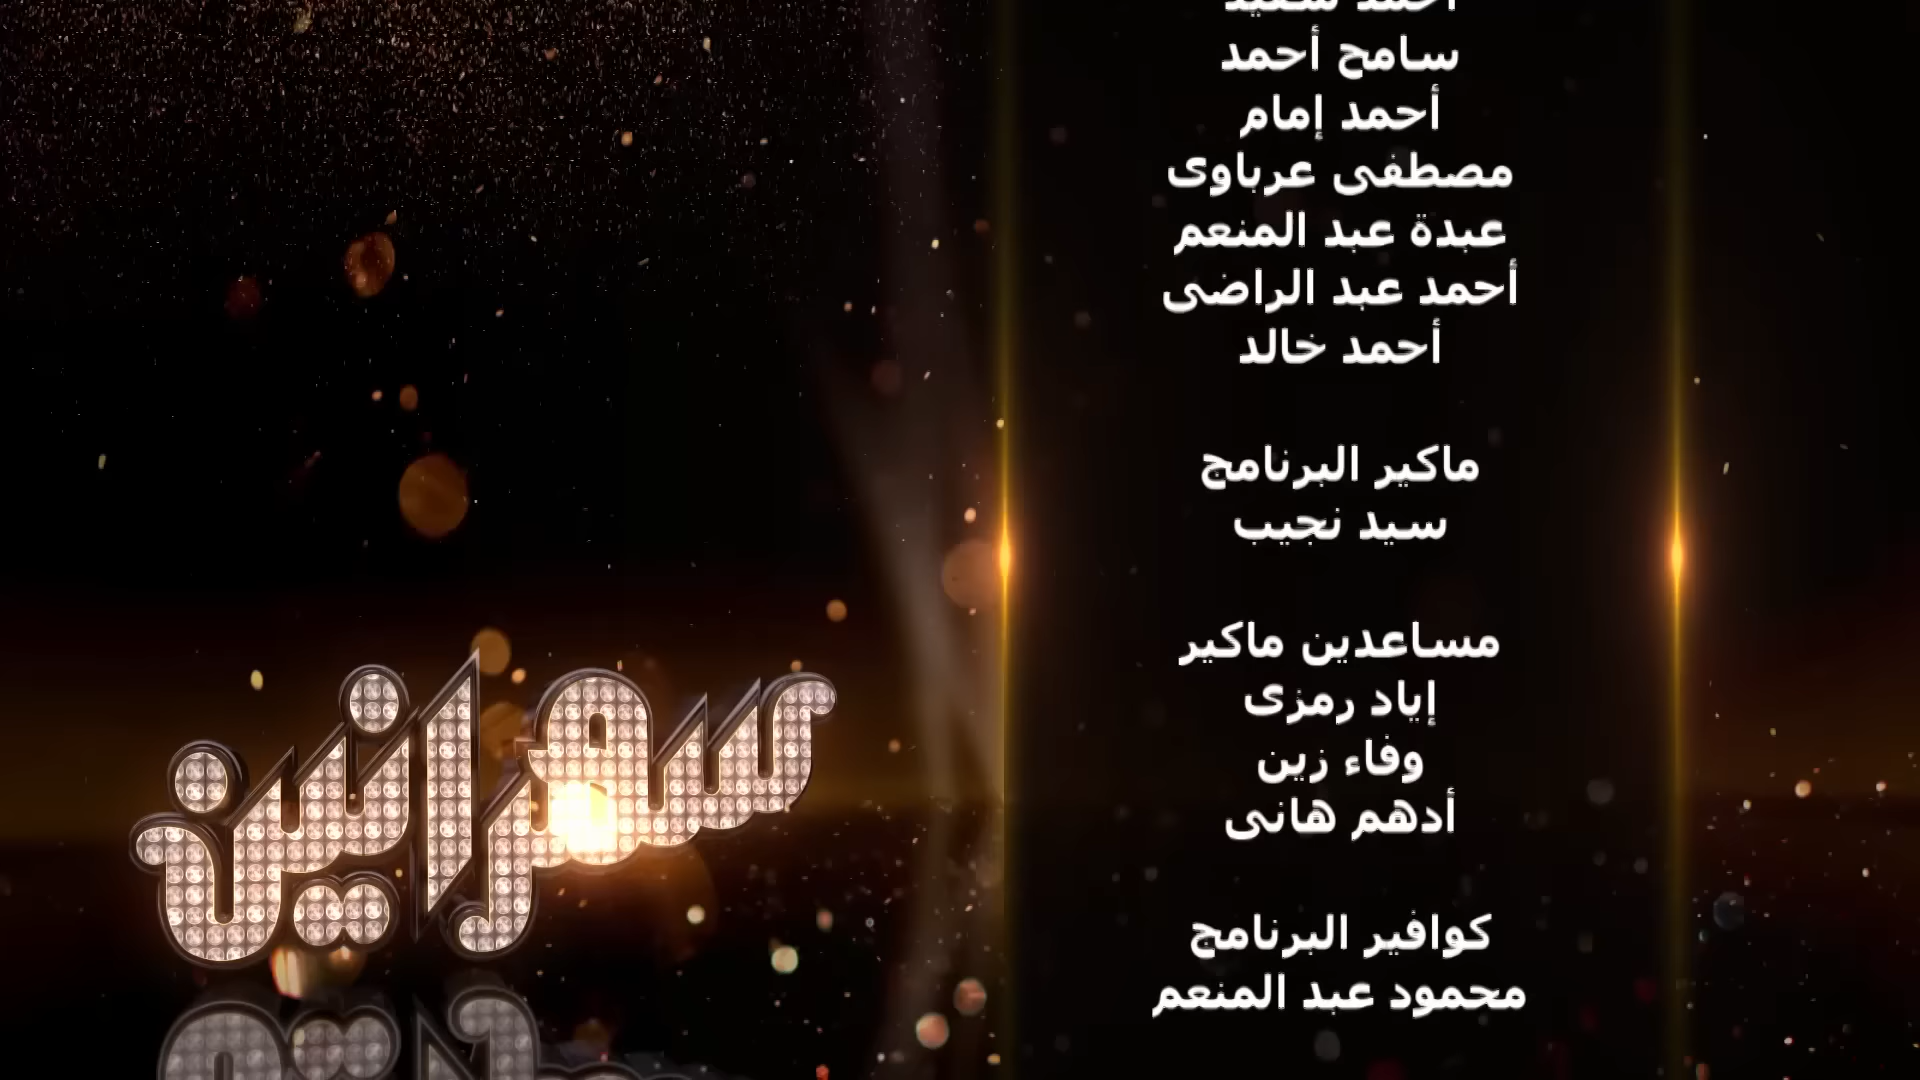 سامح أحمد
أحمد إمام
مصطفى عرباوى
عبدة عبد المنعم
أحمد عبد الراضى
أحمد خالد
ماكير البرنامج
سيد نجيب
مساعدين ماكير
إياد رمزى
وفاء زين
أدهم هانى
كوافير البرنامج
محمود عبد المنعم
سهرانين